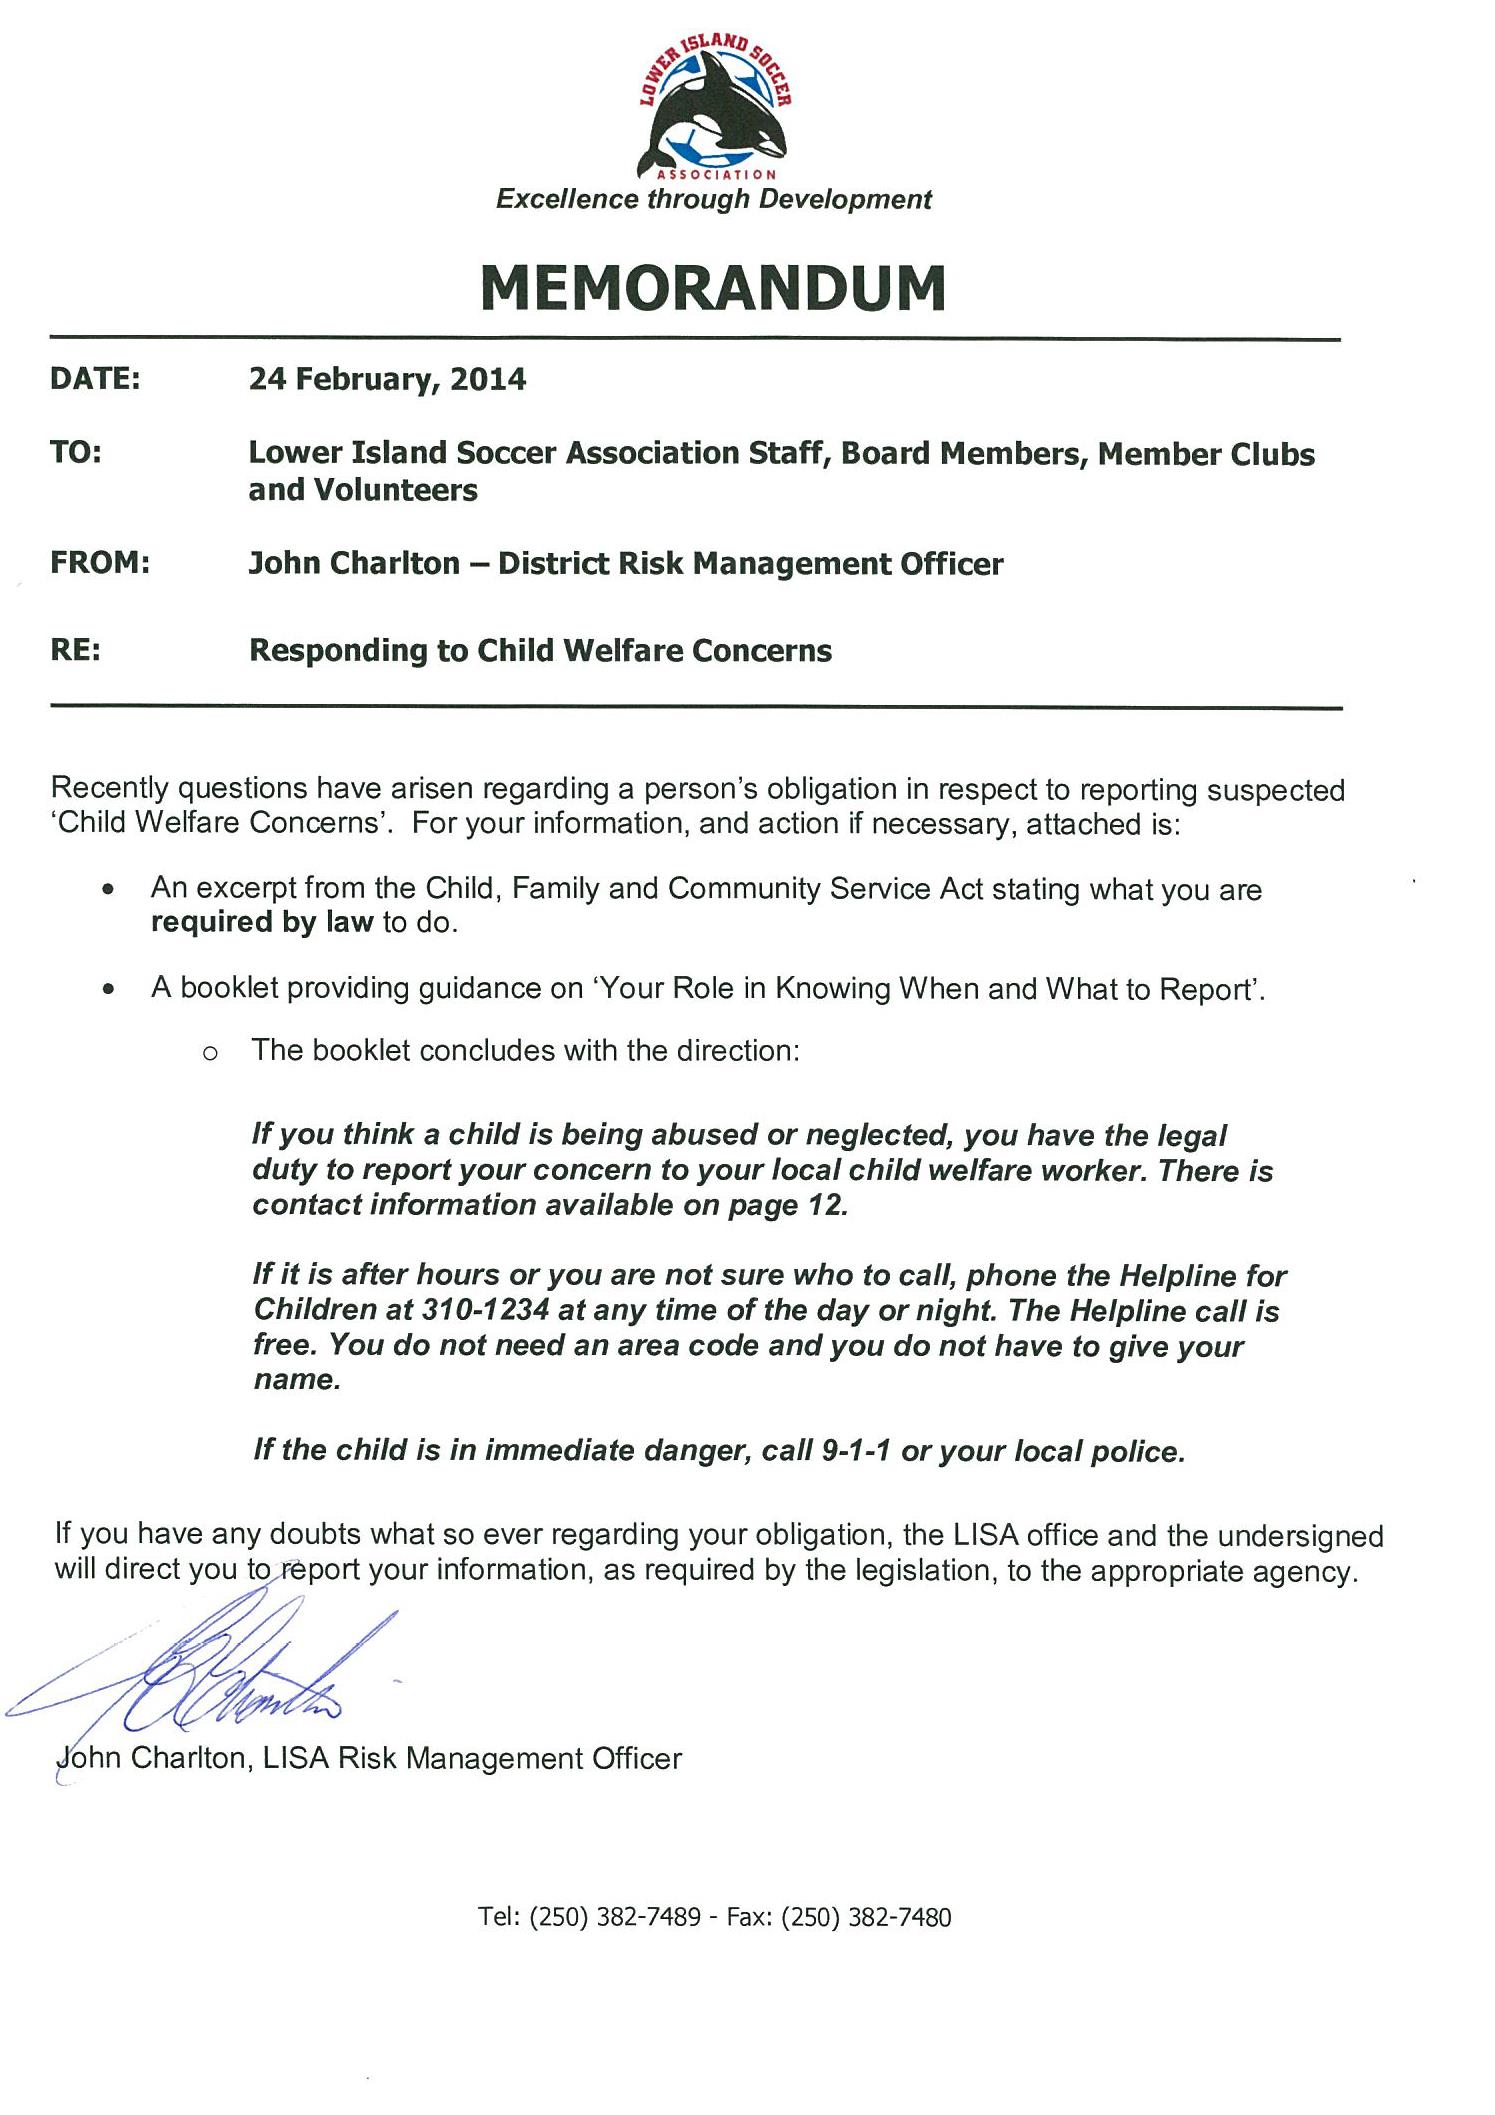 LOWER ISLAND SOCCER
ASSOCIATION
Excellence through Development
MEMORANDUM
DATE: 24 February, 2014
TO: Lower Island Soccer Association Staff, Board Members, Member Clubs
and Volunteers
FROM: John Charlton – District Risk Management Officer
RE: Responding to Child Welfare Concerns
Recently questions have arisen regarding a person's obligation in respect to reporting suspected
'Child Welfare Concerns'. For your information, and action if necessary, attached is:
• An excerpt from the Child, Family and Community Service Act stating what you are
required by law to do.
• A booklet providing guidance on 'Your Role in Knowing When and What to Report'.
o The booklet concludes with the direction:
If you think a child is being abused or neglected, you have the legal
duty to report your concern to your local child welfare worker. There is
contact information available on page 12.
If it is after hours or you are not sure who to call, phone the Helpline for
Children at 310-1234 at any time of the day or night. The Helpline call is
free. You do not need an area code and you do not have to give your
name.
If the child is in immediate danger, call 9-1-1 or your local police.
If you have any doubts what so ever regarding your obligation, the LISA office and the undersigned
will direct you to report your information, as required by the legislation, to the appropriate agency.
John Charlton, LISA Risk Management Officer
Tel: (250) 382-7489 - Fax: (250) 382-7480